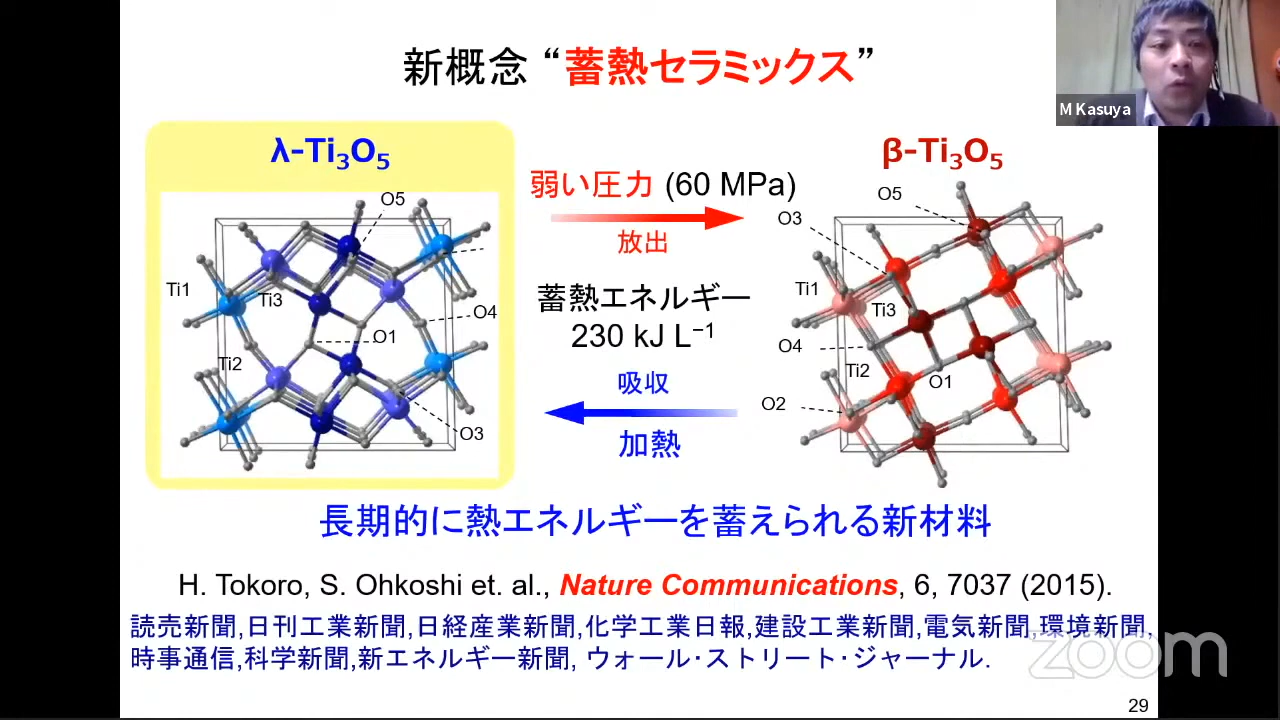 新概念 “蓄熱セラミックス”
M Kasuya
λ-Ti₃O₅
O5
Ti1
Ti3
O4
O1
Ti2
O3
弱い圧力 (60 MPa)
放出
蓄熱エネルギー
230 kJ L⁻¹
吸収
加熱
β-Ti₃O₅
O5
O3
Ti1
Ti3
O4
Ti2
O1
O2
長期的に熱エネルギーを蓄えられる新材料
H. Tokoro, S. Ohkoshi et. al., Nature Communications, 6, 7037 (2015).
読売新聞,日刊工業新聞,日経産業新聞,化学工業日報,建設工業新聞,電気新聞,環境新聞,
時事通信,科学新聞,新エネルギー新聞, ウォール・ストリート・ジャーナル.
zoom
29